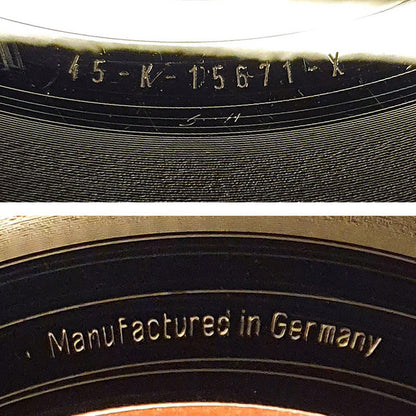 45-K-15671-X
Manufactured in Germany